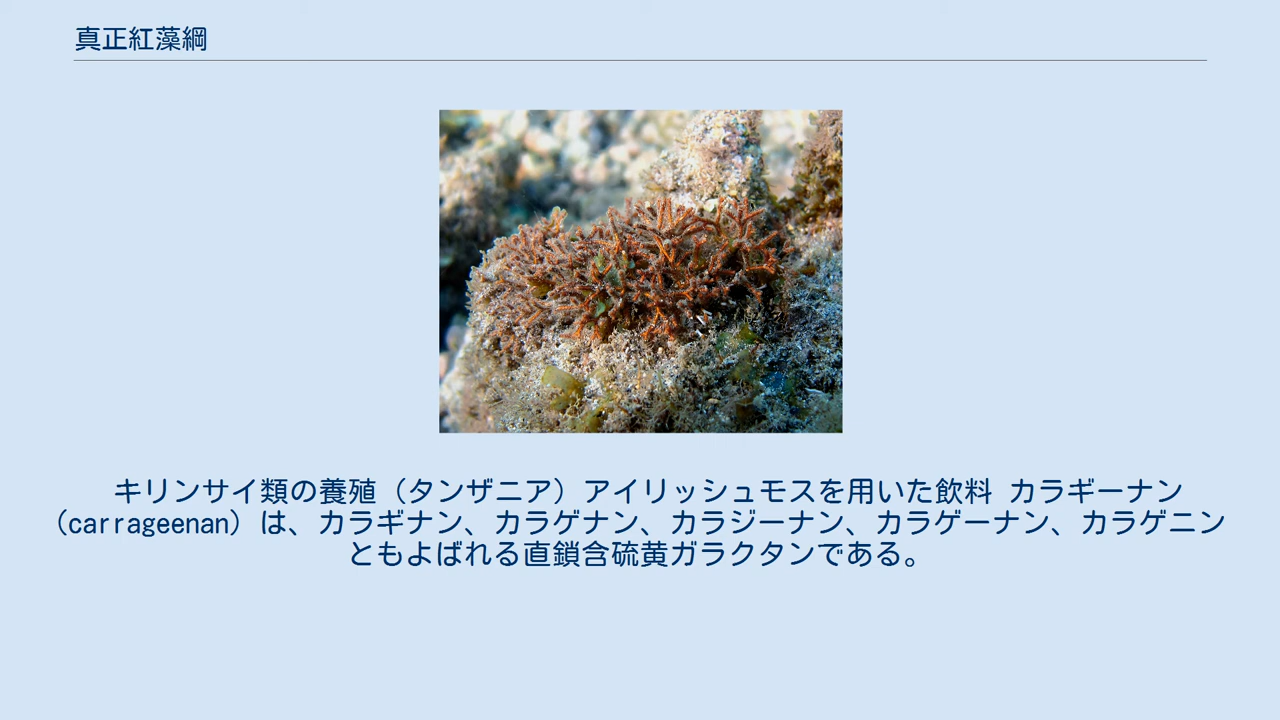 真正紅藻綱
キリンサイ類の養殖（タンザニア）アイリッシュモスを用いた飲料 カラギーナン
（carrageenan）は、カラギナン、カラゲナン、カラジーナン、カラゲーナン、カラゲニン
ともよばれる直鎖含硫黄ガラクタンである。